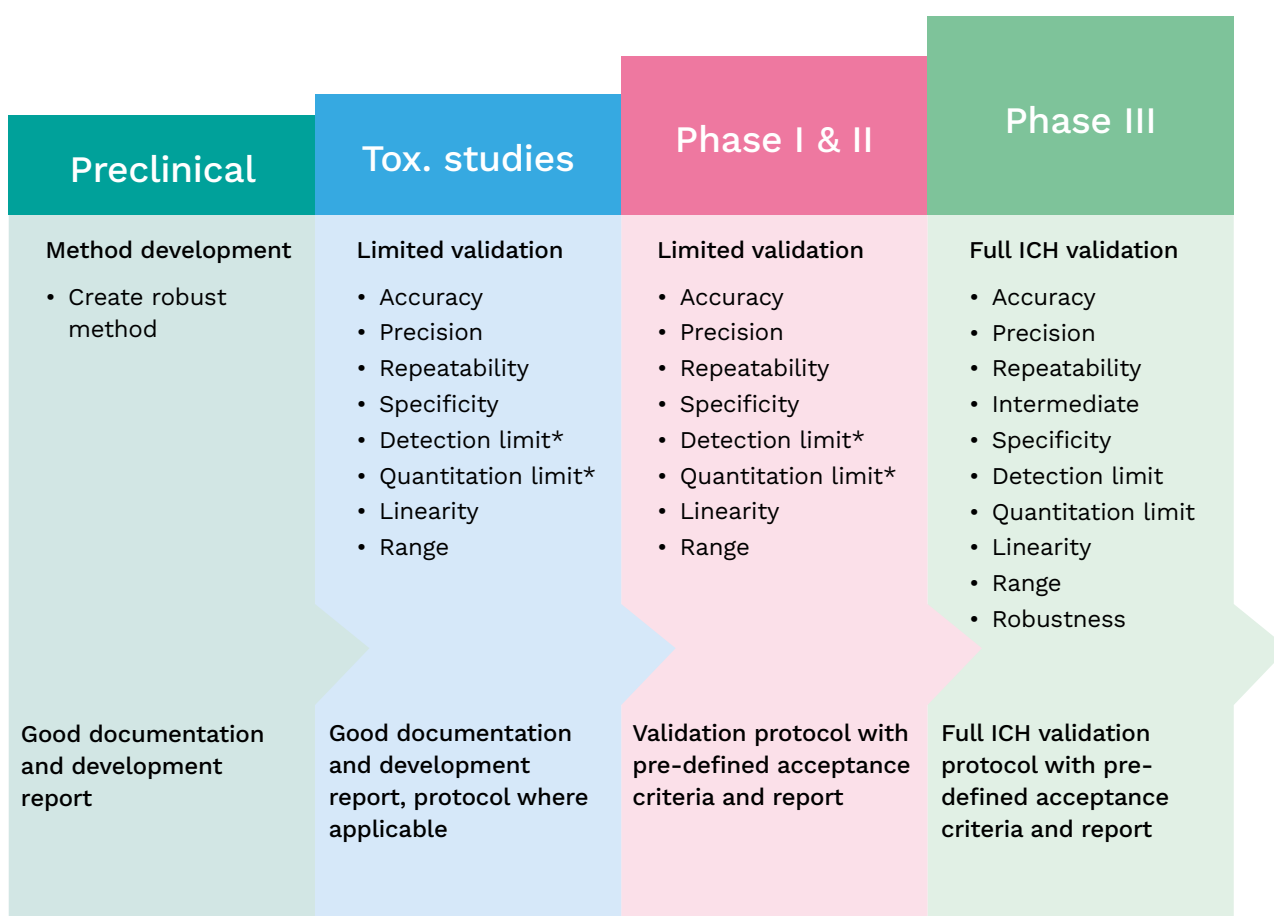 Preclinical
Method development
• Create robust
method
Good documentation
and development
report
Tox. studies
Limited validation
• Accuracy
• Precision
• Repeatability
• Specificity
• Detection limit*
• Quantitation limit*
• Linearity
• Range
Good documentation
and development
report, protocol where
applicable
Phase I & II
Limited validation
• Accuracy
• Precision
• Repeatability
• Specificity
• Detection limit*
• Quantitation limit*
• Linearity
• Range
Validation protocol with
pre-defined acceptance
criteria and report
Phase III
Full ICH validation
• Accuracy
• Precision
• Repeatability
• Intermediate
• Specificity
• Detection limit
• Quantitation limit
• Linearity
• Range
• Robustness
Full ICH validation
protocol with pre-
defined acceptance
criteria and report